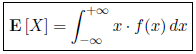 E [X] = ∫_{−∞}^{+∞} x · f(x) dx